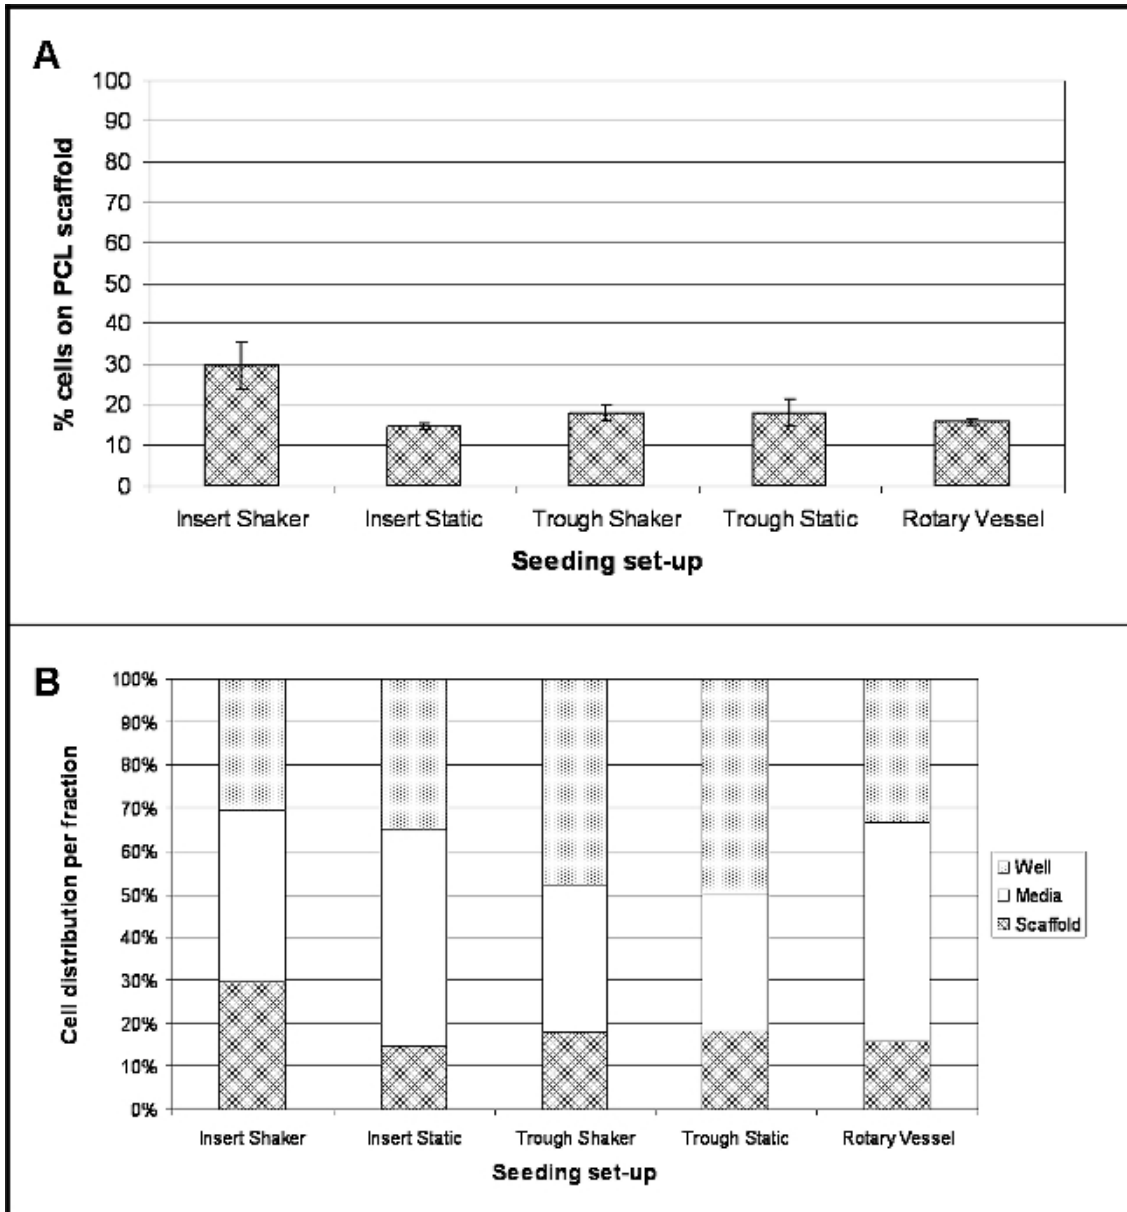 A
100
90
80
70
60
50
40
30
20
10
0
% cells on PCL scaffold
Insert Shaker
Insert Static
Trough Shaker
Trough Static
Rotary Vessel
Seeding set-up
B
100%
90%
80%
70%
60%
50%
40%
30%
20%
10%
0%
Cell distribution per fraction
Insert Shaker
Insert Static
Trough Shaker
Trough Static
Rotary Vessel
Seeding set-up
Well
Media
Scaffold